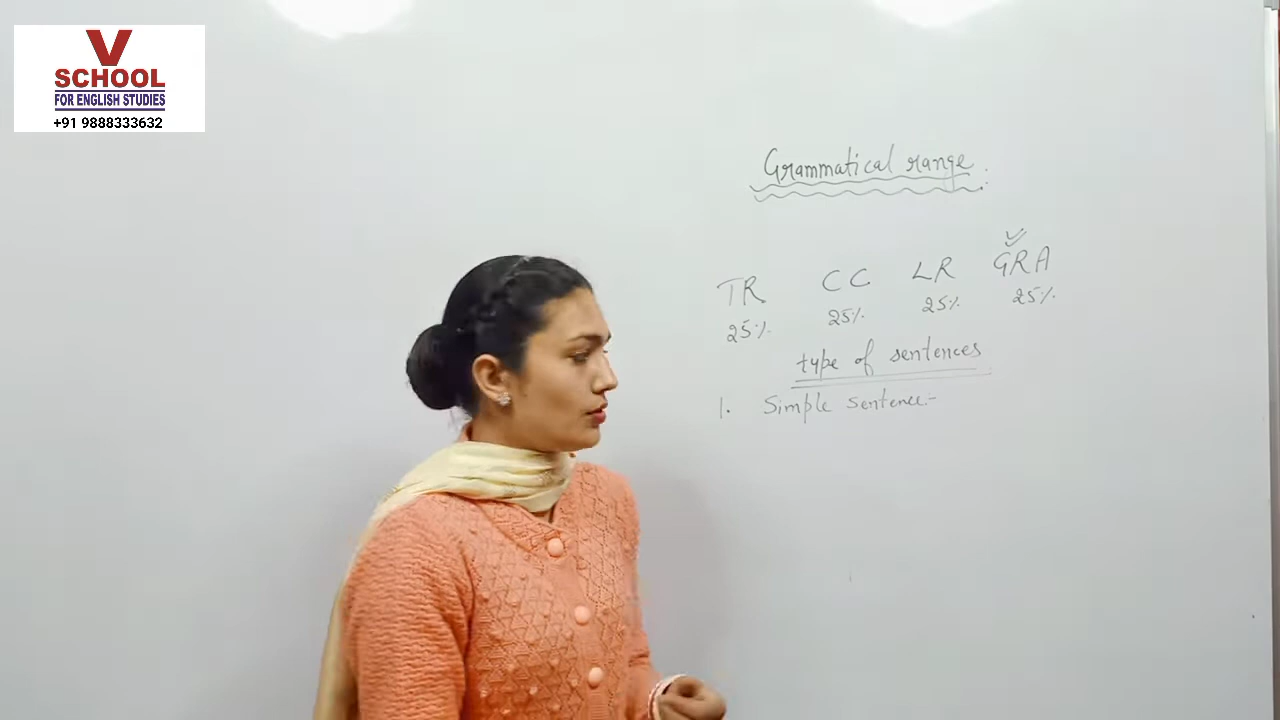 V
SCHOOL
FOR ENGLISH STUDIES
+91 9888333632
Grammatical range :
TR CC LR GRA
25% 25% 25% 25%
type of sentences
1. Simple sentence-